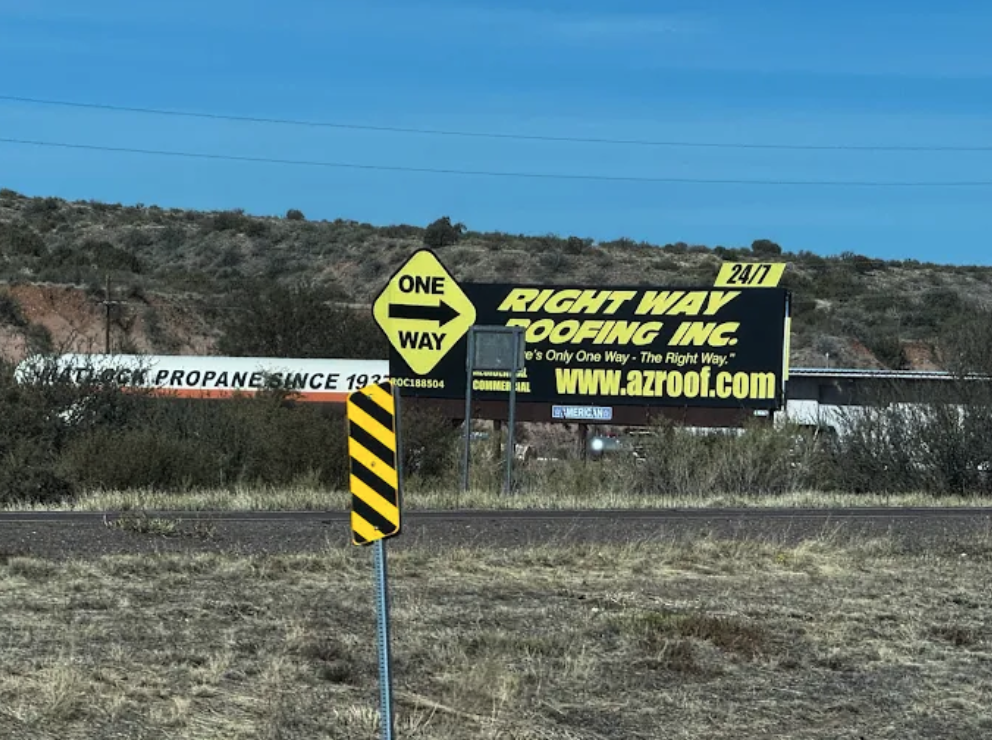 24/7
ONE
WAY
RIGHT WAY
ROOFING INC.
Only One Way - The Right Way."
ROC188504
COMMERCIAL
www.azroof.com
AMERICAN
PROPANE SINCE